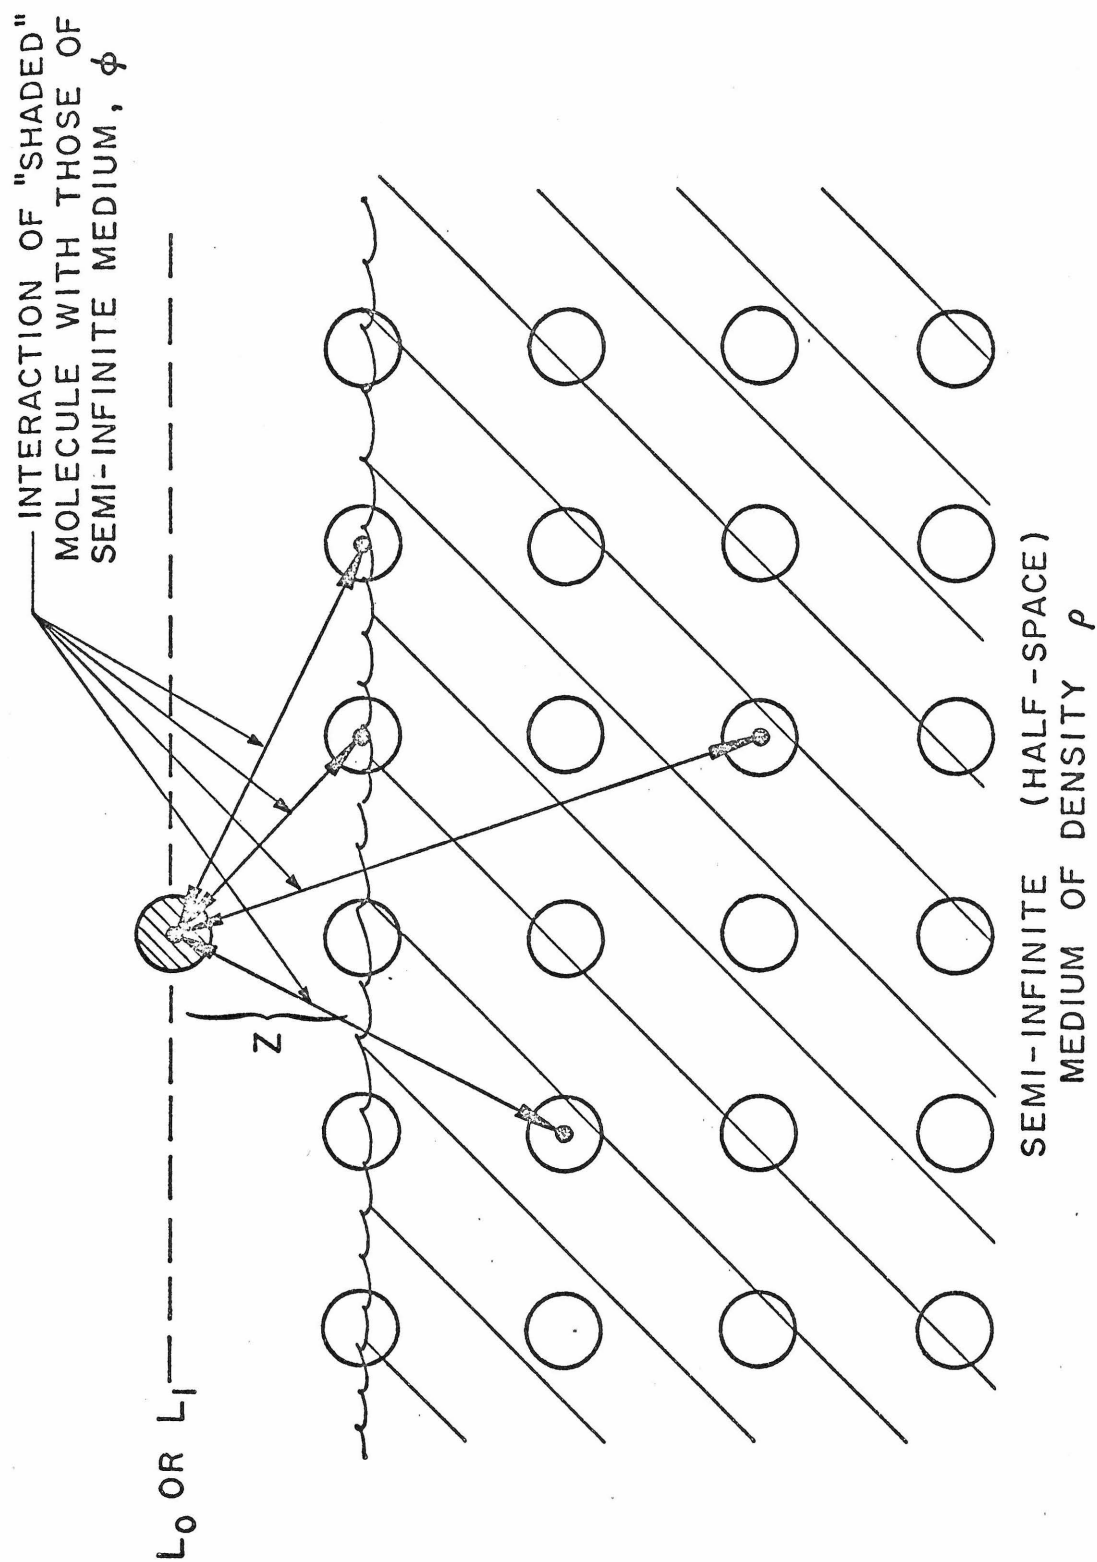 INTERACTION OF "SHADED"
MOLECULE WITH THOSE OF
SEMI-INFINITE MEDIUM, ϕ
L₀ OR L₁
Z
SEMI-INFINITE (HALF-SPACE)
MEDIUM OF DENSITY ρ